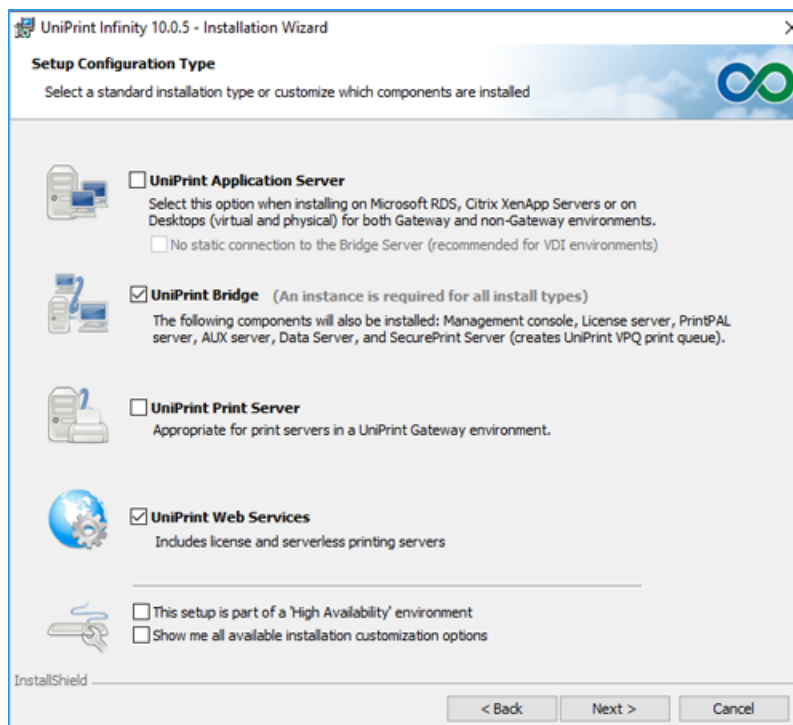 UniPrint Infinity 10.0.5 - Installation Wizard
Setup Configuration Type
Select a standard installation type or customize which components are installed
UniPrint Application Server
Select this option when installing on Microsoft RDS, Citrix XenApp Servers or on
Desktops (virtual and physical) for both Gateway and non-Gateway environments.
No static connection to the Bridge Server (recommended for VDI environments)
UniPrint Bridge (An instance is required for all install types)
The following components will also be installed: Management console, License server, PrintPAL
server, AUX server, Data Server, and SecurePrint Server (creates UniPrint VPQ print queue).
UniPrint Print Server
Appropriate for print servers in a UniPrint Gateway environment.
UniPrint Web Services
Includes license and serverless printing servers
This setup is part of a 'High Availability' environment
Show me all available installation customization options
InstallShield
< Back Next > Cancel